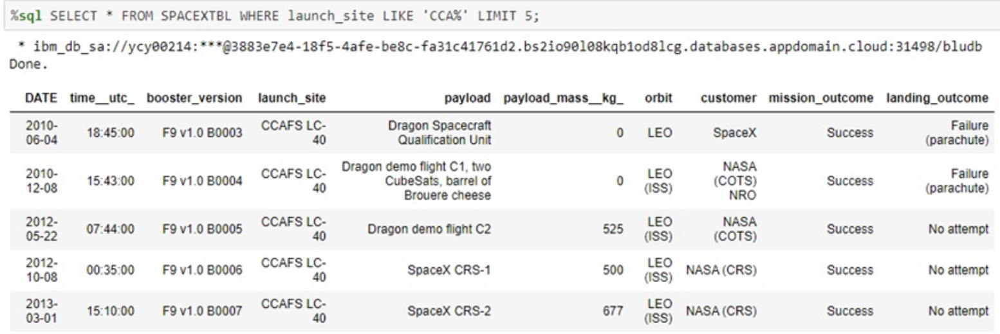 %sql SELECT * FROM SPACEXTBL WHERE launch_site LIKE 'CCA%' LIMIT 5;
* ibm_db_sa://ycy00214:***@3883e7e4-18f5-4afe-be8c-fa31c41761d2.bs2io90l08kqb1od8lcg.databases.appdomain.cloud:31498/bludb
Done.
DATE time__utc_ booster_version launch_site payload payload_mass__kg_ orbit customer mission_outcome landing_outcome
2010-06-04 18:45:00 F9 v1.0 B0003 CCAFS LC-40 Dragon Spacecraft Qualification Unit 0 LEO SpaceX Success Failure (parachute)
2010-12-08 15:43:00 F9 v1.0 B0004 CCAFS LC-40 Dragon demo flight C1, two CubeSats, barrel of Brouere cheese 0 LEO (ISS) NASA (COTS) NRO Success Failure (parachute)
2012-05-22 07:44:00 F9 v1.0 B0005 CCAFS LC-40 Dragon demo flight C2 525 LEO (ISS) NASA (COTS) Success No attempt
2012-10-08 00:35:00 F9 v1.0 B0006 CCAFS LC-40 SpaceX CRS-1 500 LEO (ISS) NASA (CRS) Success No attempt
2013-03-01 15:10:00 F9 v1.0 B0007 CCAFS LC-40 SpaceX CRS-2 677 LEO (ISS) NASA (CRS) Success No attempt